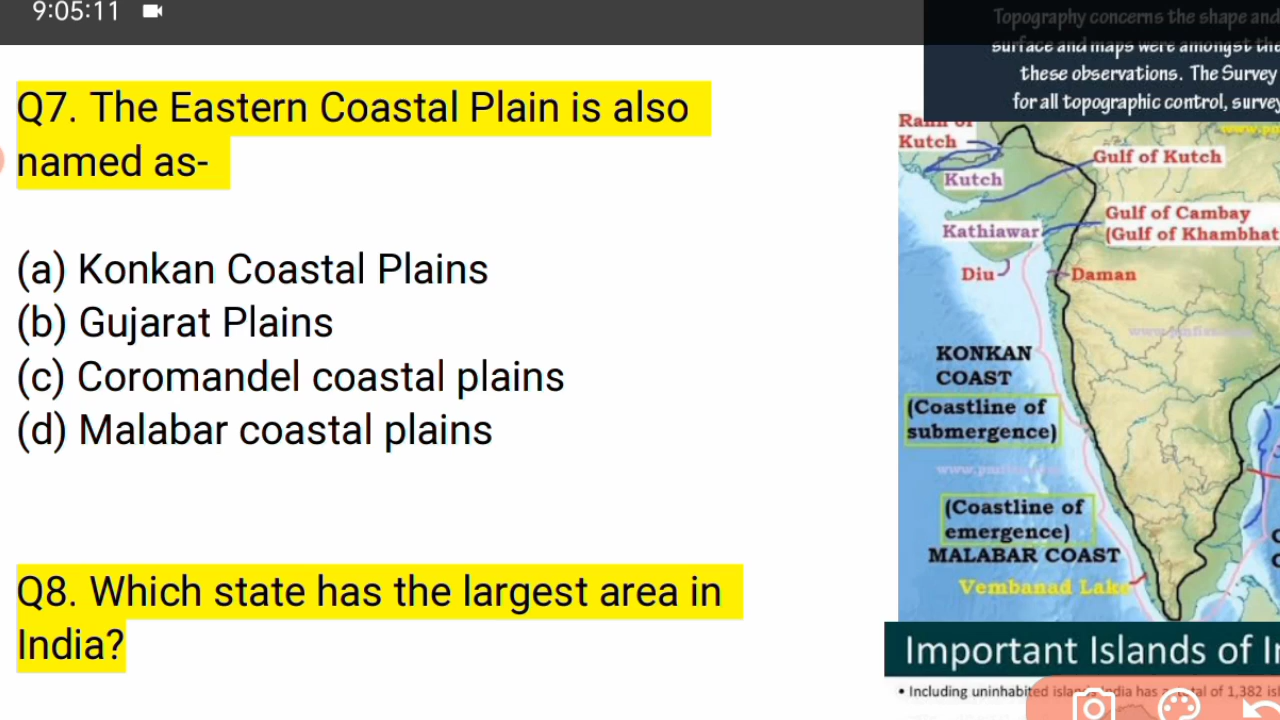 9:05:11
Topography concerns the shape and
surface and maps were amongst the
these observations. The Survey
for all topographic control, survey
Q7. The Eastern Coastal Plain is also
named as-
(a) Konkan Coastal Plains
(b) Gujarat Plains
(c) Coromandel coastal plains
(d) Malabar coastal plains
Q8. Which state has the largest area in
India?
Rann of
Kutch
Kutch
Gulf of Kutch
Kathiawar
Gulf of Cambay
(Gulf of Khambhat
Diu
Daman
KONKAN
COAST
(Coastline of
submergence)
(Coastline of
emergence)
MALABAR COAST
Vembanad Lake
Important Islands of
• Including uninhabited islands India has a total of 1,382